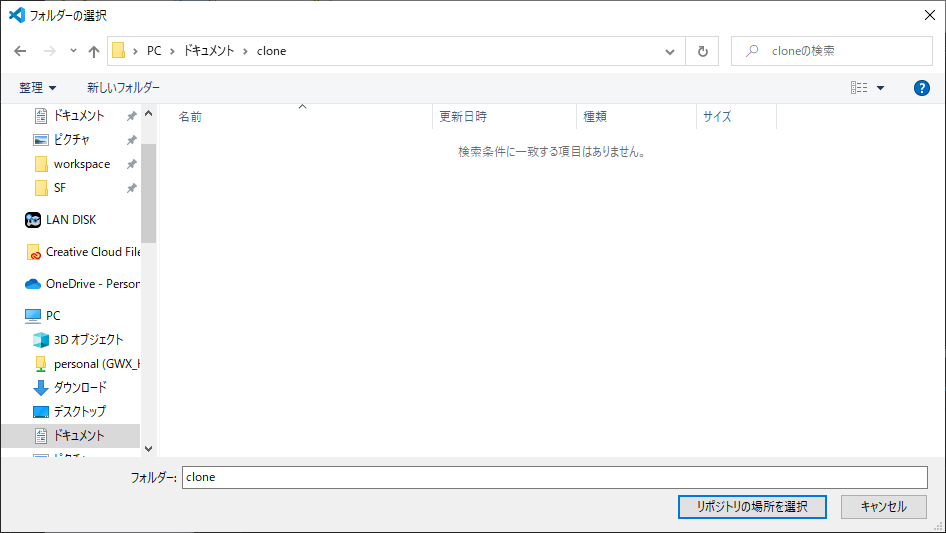 フォルダーの選択
PC > ドキュメント > clone
cloneの検索
整理
新しいフォルダー
?
ドキュメント
ピクチャ
workspace
SF
LAN DISK
Creative Cloud File
OneDrive - Person
PC
3D オブジェクト
personal (GWX_H
ダウンロード
デスクトップ
ドキュメント
ピクチャ
名前 更新日時 種類 サイズ
検索条件に一致する項目はありません。
フォルダー: clone
リポジトリの場所を選択 キャンセル